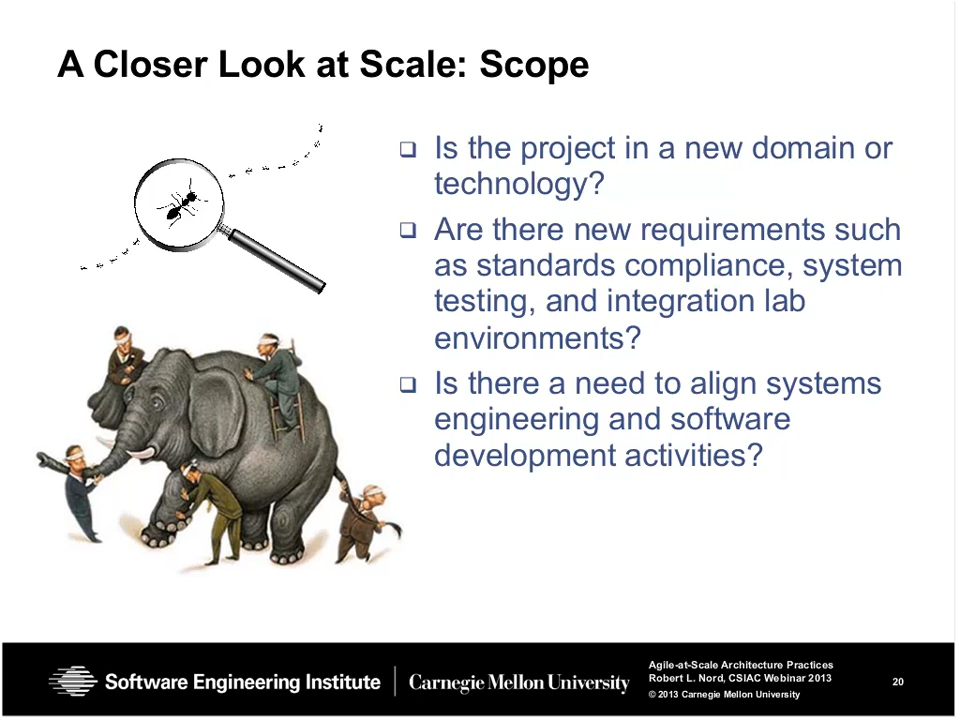 A Closer Look at Scale: Scope
❑ Is the project in a new domain or
technology?
❑ Are there new requirements such
as standards compliance, system
testing, and integration lab
environments?
❑ Is there a need to align systems
engineering and software
development activities?
Software Engineering Institute
Carnegie Mellon University
Agile-at-Scale Architecture Practices
Robert L. Nord, CSIAC Webinar 2013
© 2013 Carnegie Mellon University
20